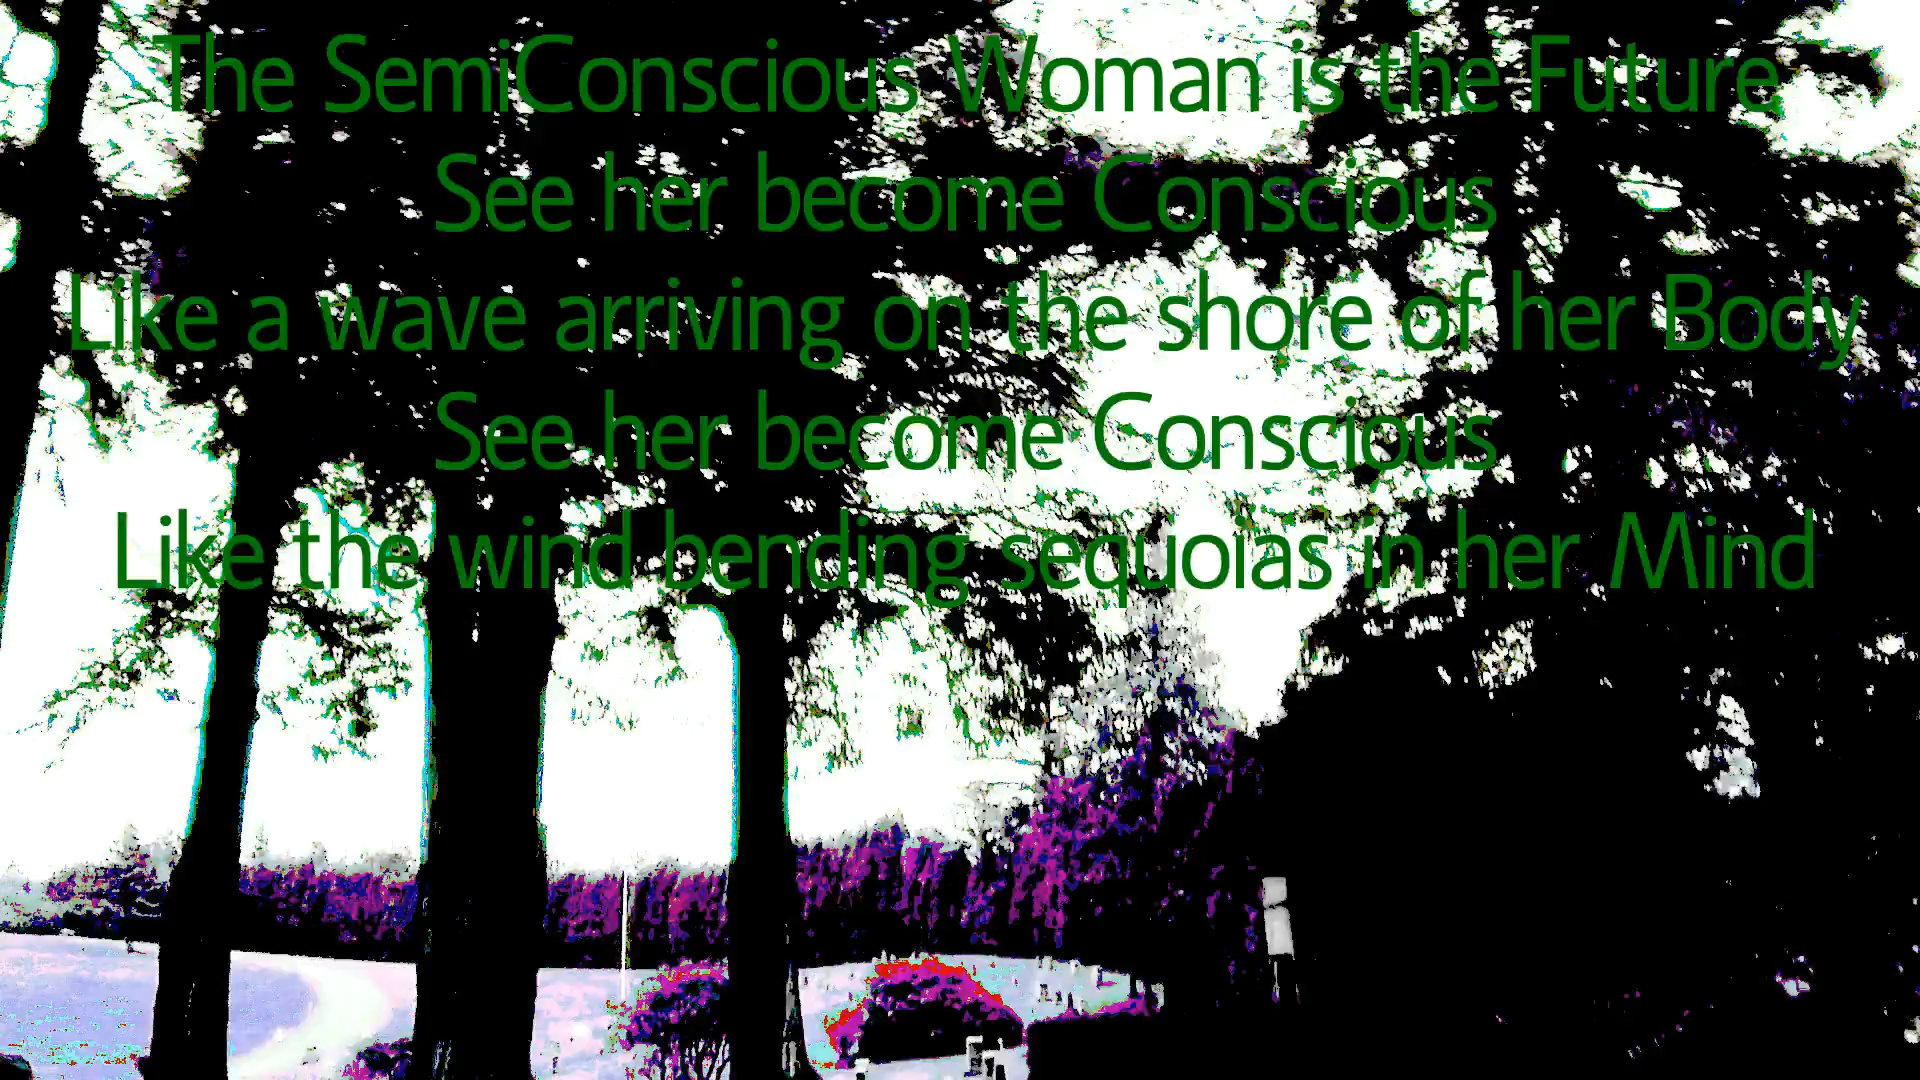 The SemiConscious Woman is the Future
See her become Conscious
Like a wave arriving on the shore of her Body
See her become Conscious
Like the wind bending sequoias in her Mind